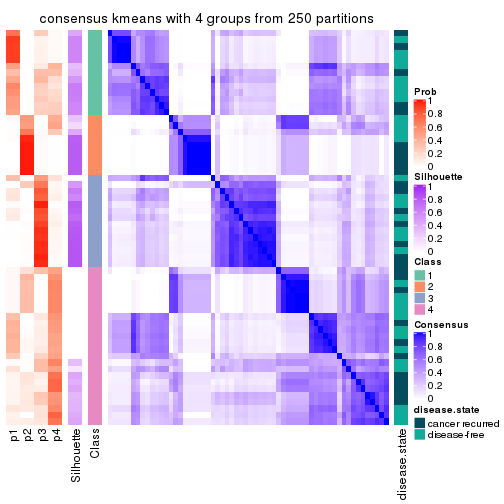 consensus kmeans with 4 groups from 250 partitions
p1
p2
p3
p4
Silhouette
Class
disease.state
Prob
1
0.8
0.6
0.4
0.2
0
Silhouette
1
0.8
0.6
0.4
0.2
0
Class
1
2
3
4
Consensus
1
0.8
0.6
0.4
0.2
0
disease.state
cancer recurred
disease-free